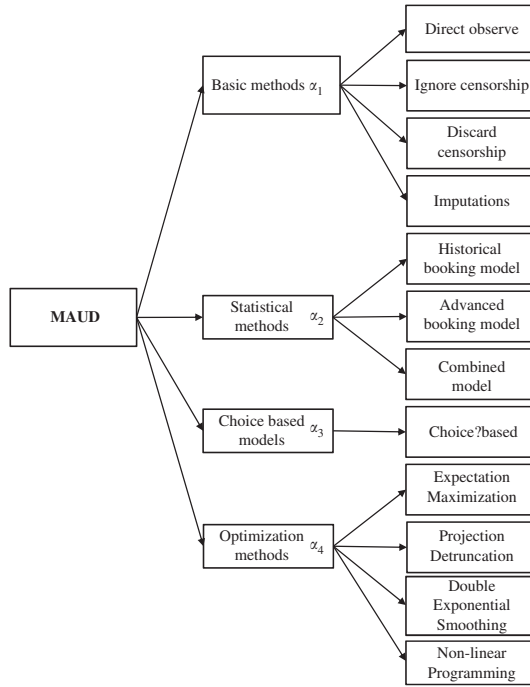 Direct observe
Basic methods α1
Ignore censorship
Discard
censorship
Imputations
Historical
booking model
MAUD
Statistical
methods α2
Advanced
booking model
Combined
model
Choice based
models α3
Choice?based
Expectation
Maximization
Optimization
methods α4
Projection
Detruncation
Double
Exponential
Smoothing
Non-linear
Programming